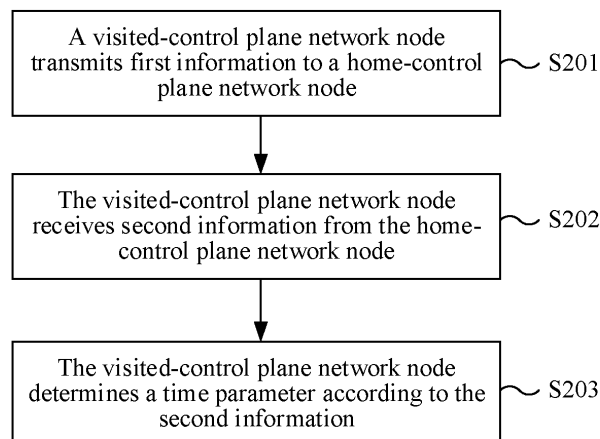 A visited-control plane network node
transmits first information to a home-control
plane network node
S201
The visited-control plane network node
receives second information from the home-
control plane network node
S202
The visited-control plane network node
determines a time parameter according to the
second information
S203